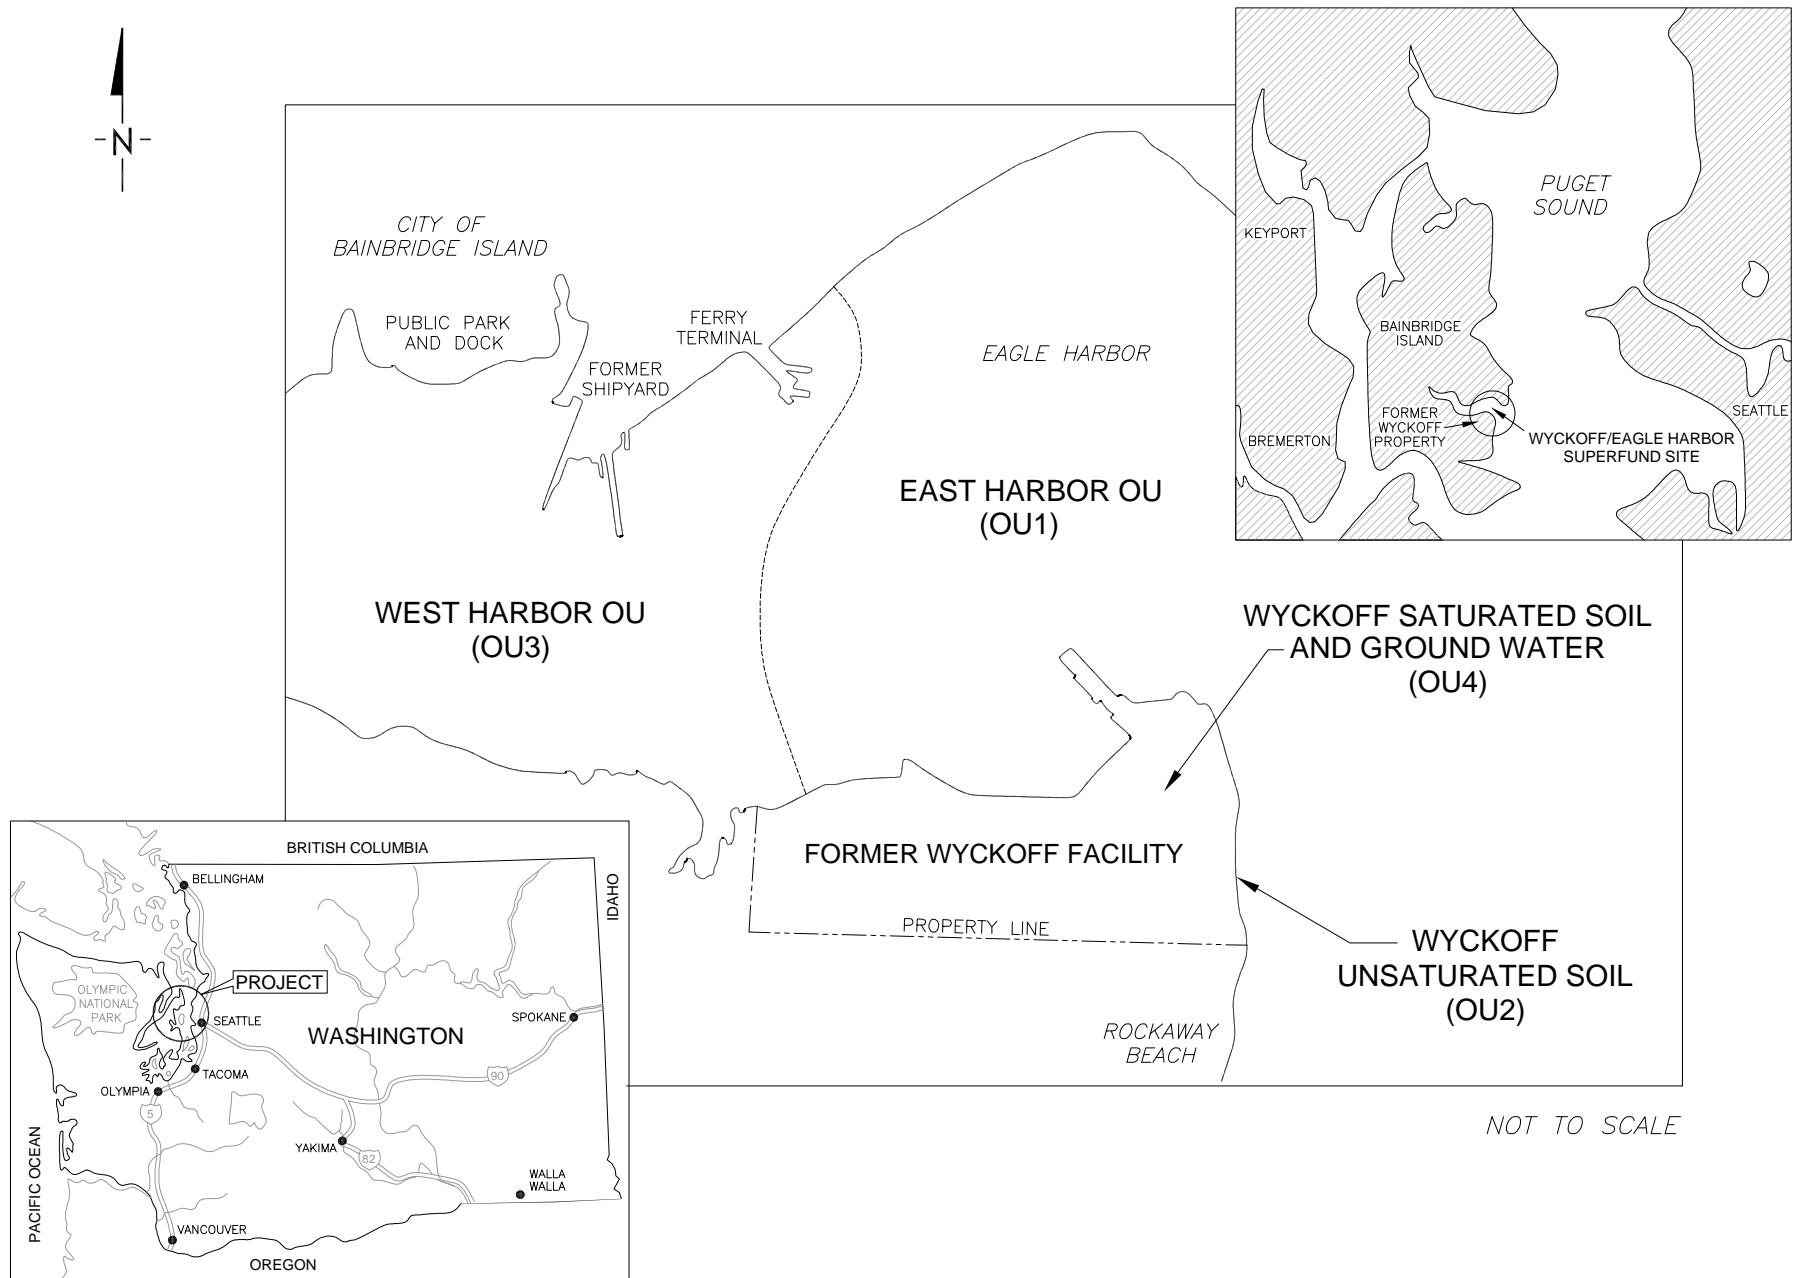 N
CITY OF
BAINBRIDGE ISLAND
PUBLIC PARK
AND DOCK
FORMER
SHIPYARD
FERRY
TERMINAL
EAGLE HARBOR
EAST HARBOR OU
(OU1)
WEST HARBOR OU
(OU3)
WYCKOFF SATURATED SOIL
AND GROUND WATER
(OU4)
FORMER WYCKOFF FACILITY
PROPERTY LINE
WYCKOFF
UNSATURATED SOIL
(OU2)
ROCKAWAY
BEACH
NOT TO SCALE
PUGET
SOUND
KEYPORT
BAINBRIDGE
ISLAND
FORMER
WYCKOFF
PROPERTY
SEATTLE
BREMERTON
WYCKOFF/EAGLE HARBOR
SUPERFUND SITE
BRITISH COLUMBIA
BELLINGHAM
IDAHO
OLYMPIC
NATIONAL
PARK
PROJECT
SEATTLE
WASHINGTON
SPOKANE
TACOMA
OLYMPIA
90
5
YAKIMA
82
WALLA
WALLA
PACIFIC OCEAN
VANCOUVER
OREGON